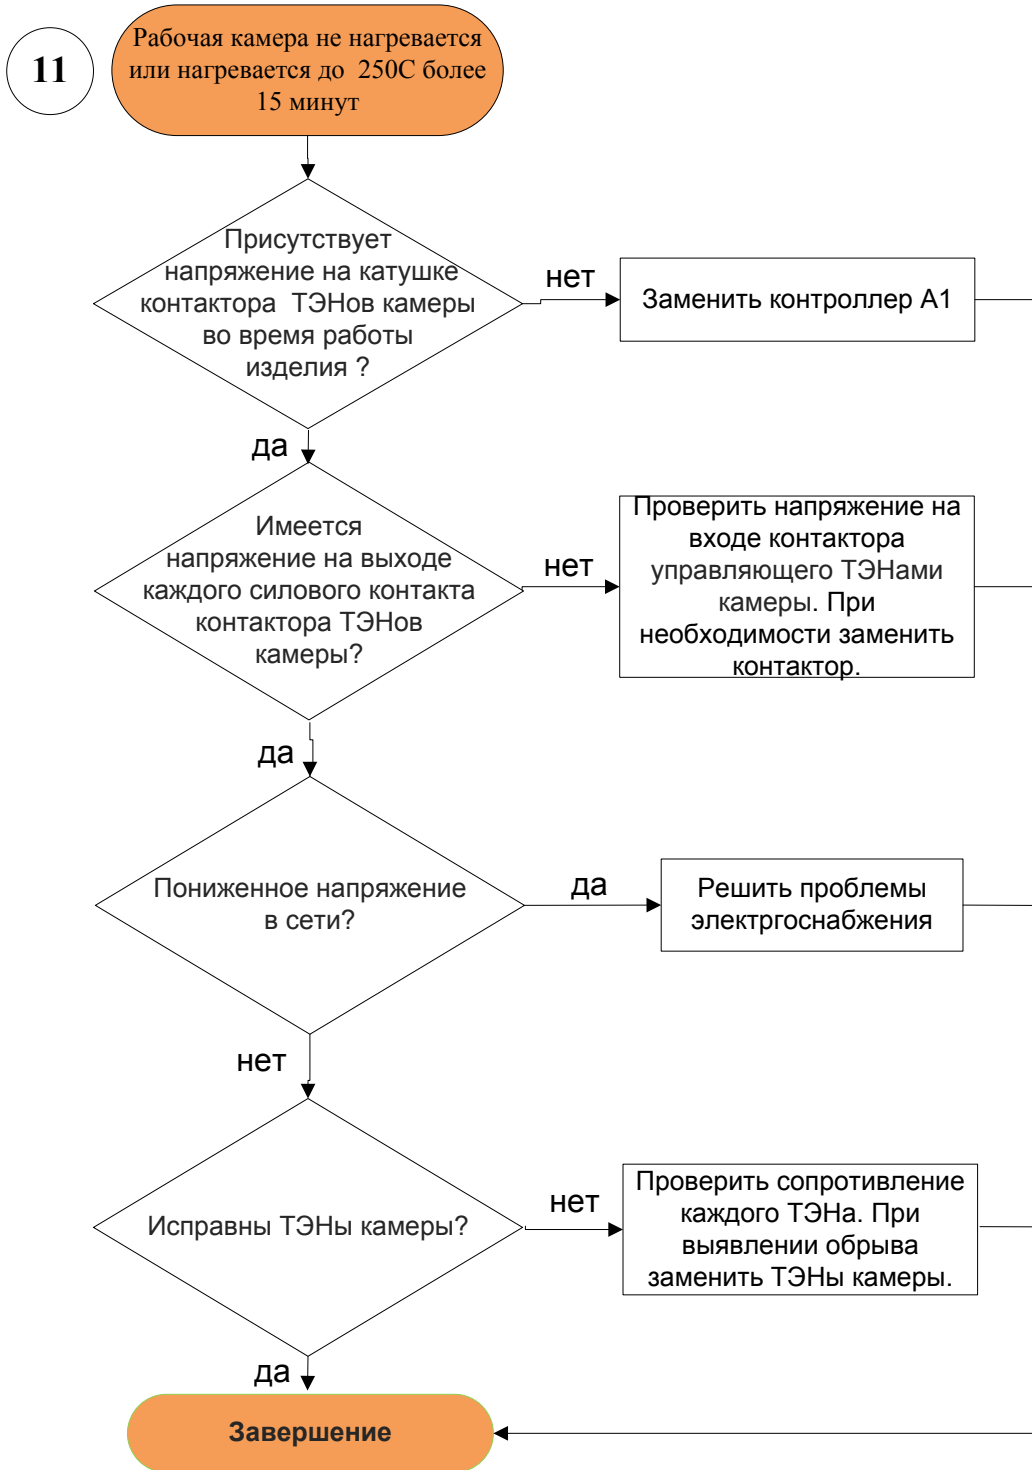 11
Рабочая камера не нагревается
или нагревается до 250С более
15 минут
Присутствует
напряжение на катушке
контактора ТЭНов камеры
во время работы
изделия ?
нет
Заменить контроллер А1
да
Имеется
напряжение на выходе
каждого силового контакта
контактора ТЭНов
камеры?
нет
Проверить напряжение на
входе контактора
управляющего ТЭНами
камеры. При
необходимости заменить
контактор.
да
Пониженное напряжение
в сети?
да
Решить проблемы
электргоснабжения
нет
Исправны ТЭНы камеры?
нет
Проверить сопротивление
каждого ТЭНа. При
выявлении обрыва
заменить ТЭНы камеры.
да
Завершение